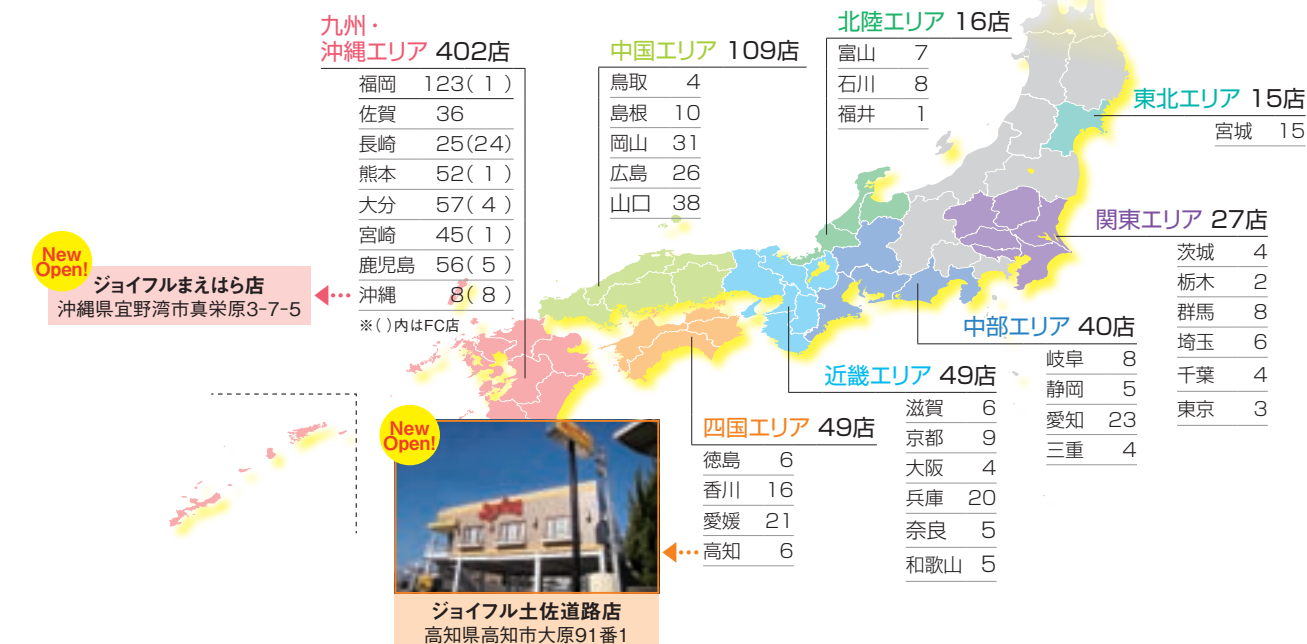 九州・
沖縄エリア 402店
福岡 123( 1 )
佐賀 36
長崎 25(24)
熊本 52( 1 )
大分 57( 4 )
宮崎 45( 1 )
鹿児島 56( 5 )
沖縄 8( 8 )
※( )内はFC店
New
Open!
ジョイフルまえはら店
沖縄県宜野湾市真栄原3-7-5
中国エリア 109店
鳥取 4
島根 10
岡山 31
広島 26
山口 38
北陸エリア 16店
富山 7
石川 8
福井 1
東北エリア 15店
宮城 15
関東エリア 27店
茨城 4
栃木 2
群馬 8
埼玉 6
千葉 4
東京 3
中部エリア 40店
岐阜 8
静岡 5
愛知 23
三重 4
近畿エリア 49店
滋賀 6
京都 9
大阪 4
兵庫 20
奈良 5
和歌山 5
四国エリア 49店
徳島 6
香川 16
愛媛 21
高知 6
New
Open!
ジョイフル土佐道路店
高知県高知市大原91番1